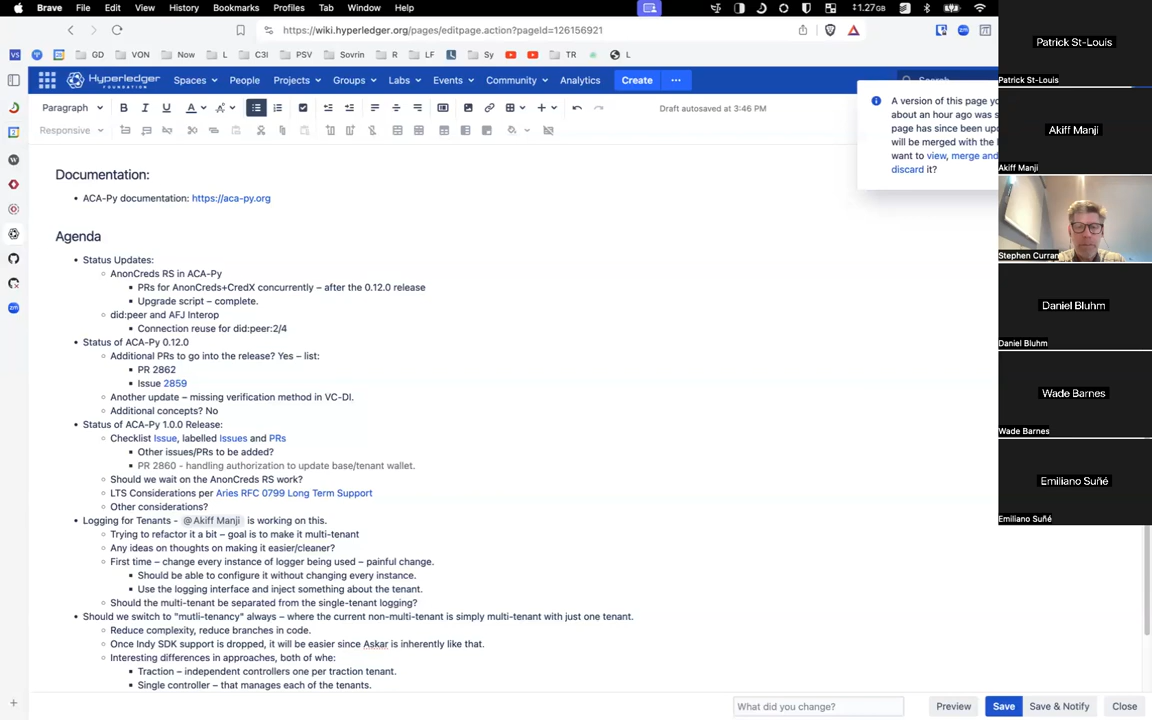 Brave File Edit View History Bookmarks Profiles Tab Window Help
1.27GB
https://wiki.hyperledger.org/pages/editpage.action?pageId=126156921
GD VON Now L C3I PSV Sovrin R LF Sy TR L
HYPERLEDGER FOUNDATION Spaces People Projects Groups Labs Events Community Analytics Create ... Search
Paragraph B I U A Draft autosaved at 3:46 PM
Responsive
A version of this page yo
about an hour ago was s
page has since been up
will be merged with the
want to view, merge and
discard it?
Documentation:
ACA-Py documentation: https://aca-py.org
Agenda
Status Updates:
AnonCreds RS in ACA-Py
PRs for AnonCreds+CredX concurrently – after the 0.12.0 release
Upgrade script – complete.
did:peer and AFJ Interop
Connection reuse for did:peer:2/4
Status of ACA-Py 0.12.0
Additional PRs to go into the release? Yes – list:
PR 2862
Issue 2859
Another update – missing verification method in VC-DI.
Additional concepts? No
Status of ACA-Py 1.0.0 Release:
Checklist Issue, labelled Issues and PRs
Other issues/PRs to be added?
PR 2860 - handling authorization to update base/tenant wallet.
Should we wait on the AnonCreds RS work?
LTS Considerations per Aries RFC 0799 Long Term Support
Other considerations?
Logging for Tenants - @Akiff Manji is working on this.
Trying to refactor it a bit – goal is to make it multi-tenant
Any ideas on thoughts on making it easier/cleaner?
First time – change every instance of logger being used – painful change.
Should be able to configure it without changing every instance.
Use the logging interface and inject something about the tenant.
Should the multi-tenant be separated from the single-tenant logging?
Should we switch to "mutli-tenancy" always – where the current non-multi-tenant is simply multi-tenant with just one tenant.
Reduce complexity, reduce branches in code.
Once Indy SDK support is dropped, it will be easier since Askar is inherently like that.
Interesting differences in approaches, both of whe:
Traction – independent controllers one per traction tenant.
Single controller – that manages each of the tenants.
What did you change? Preview Save Save & Notify Close
Patrick St-Louis
Patrick St-Louis
Akiff Manji
Akiff Manji
Stephen Curran
Daniel Bluhm
Daniel Bluhm
Wade Barnes
Wade Barnes
Emiliano Suñé
Emiliano Suñé